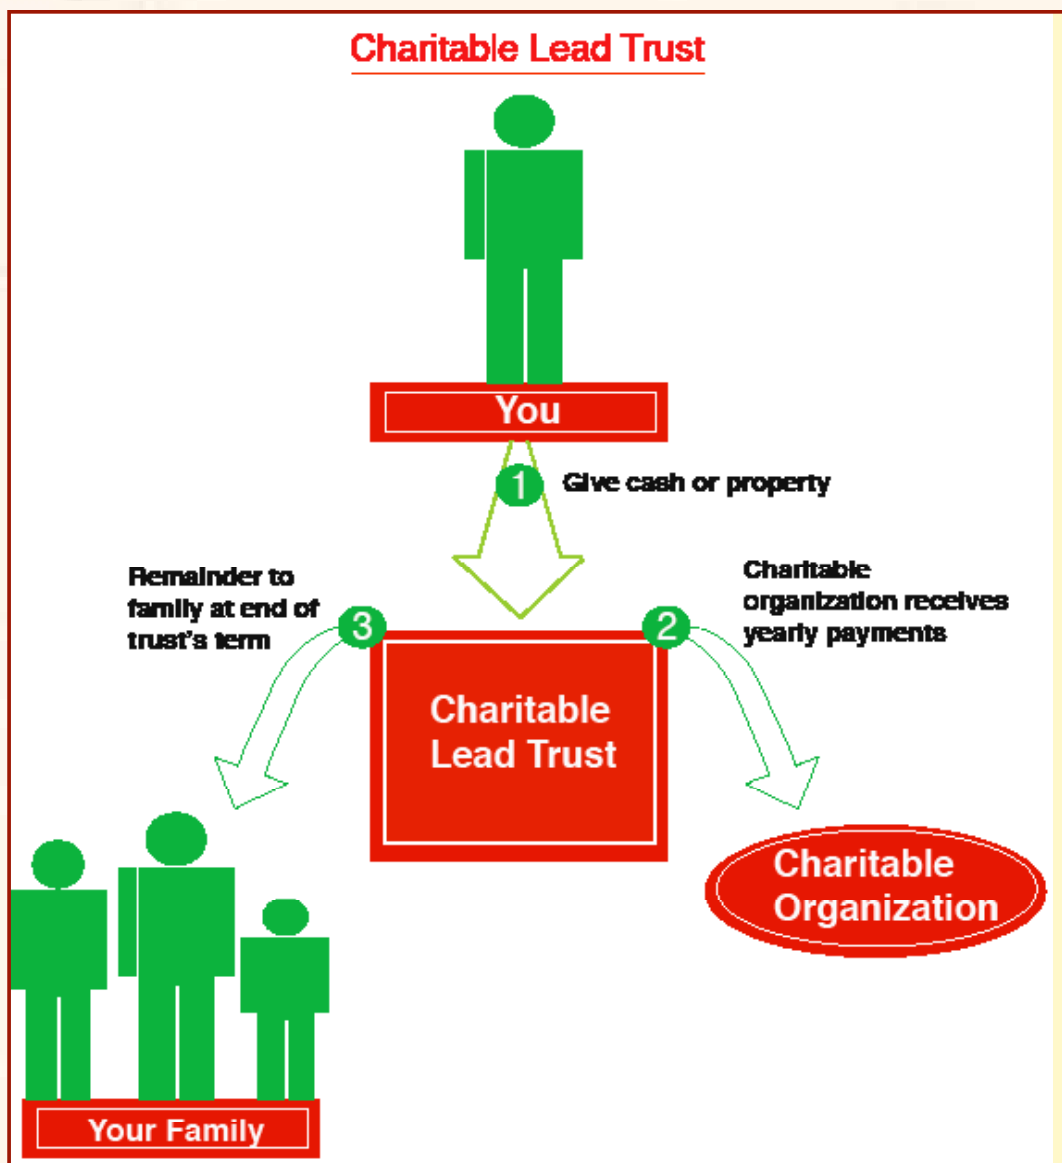 Charitable Lead Trust
You
1
Give cash or property
Remainder to
family at end of
trust's term
3
2
Charitable
organization receives
yearly payments
Charitable
Lead Trust
Charitable
Organization
Your Family